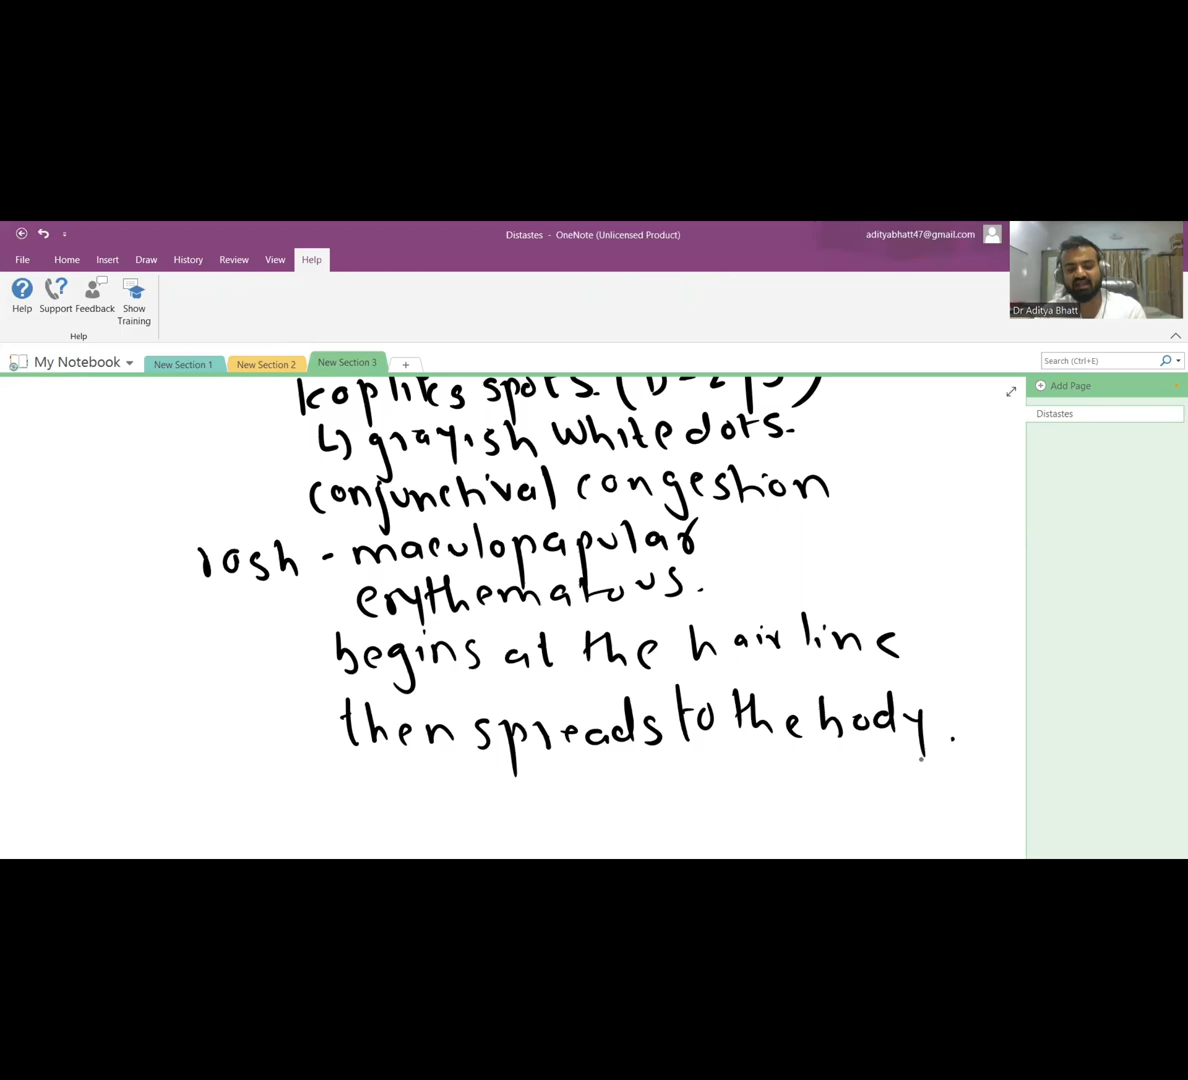 Distastes - OneNote (Unlicensed Product)
adityabhatt47@gmail.com
File Home Insert Draw History Review View Help
Help Support Feedback Show Training
Help
Dr Aditya Bhatt
My Notebook New Section 1 New Section 2 New Section 3
Search (Ctrl+E)
Add Page
Distastes
kopliks spots.
↳ grayish white dots.
conjunctival congestion
rash - maculopapular
erythematous.
begins at the hair line
then spreads to the body.